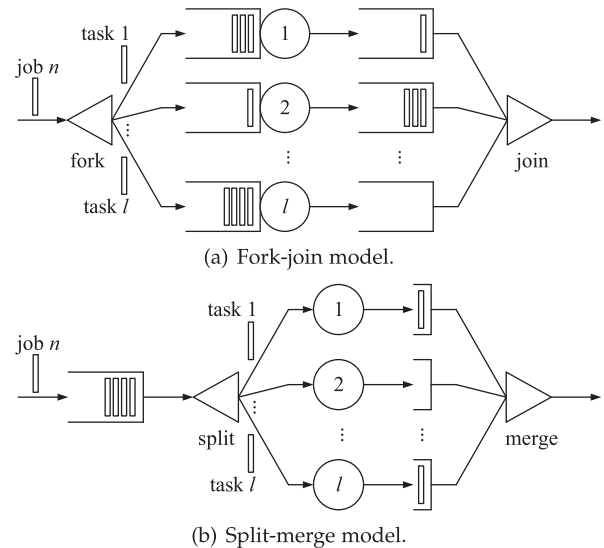 task 1
job n
1
2
⋮
fork
join
task l
l
(a) Fork-join model.
task 1
job n
1
2
split
merge
task l
l
(b) Split-merge model.